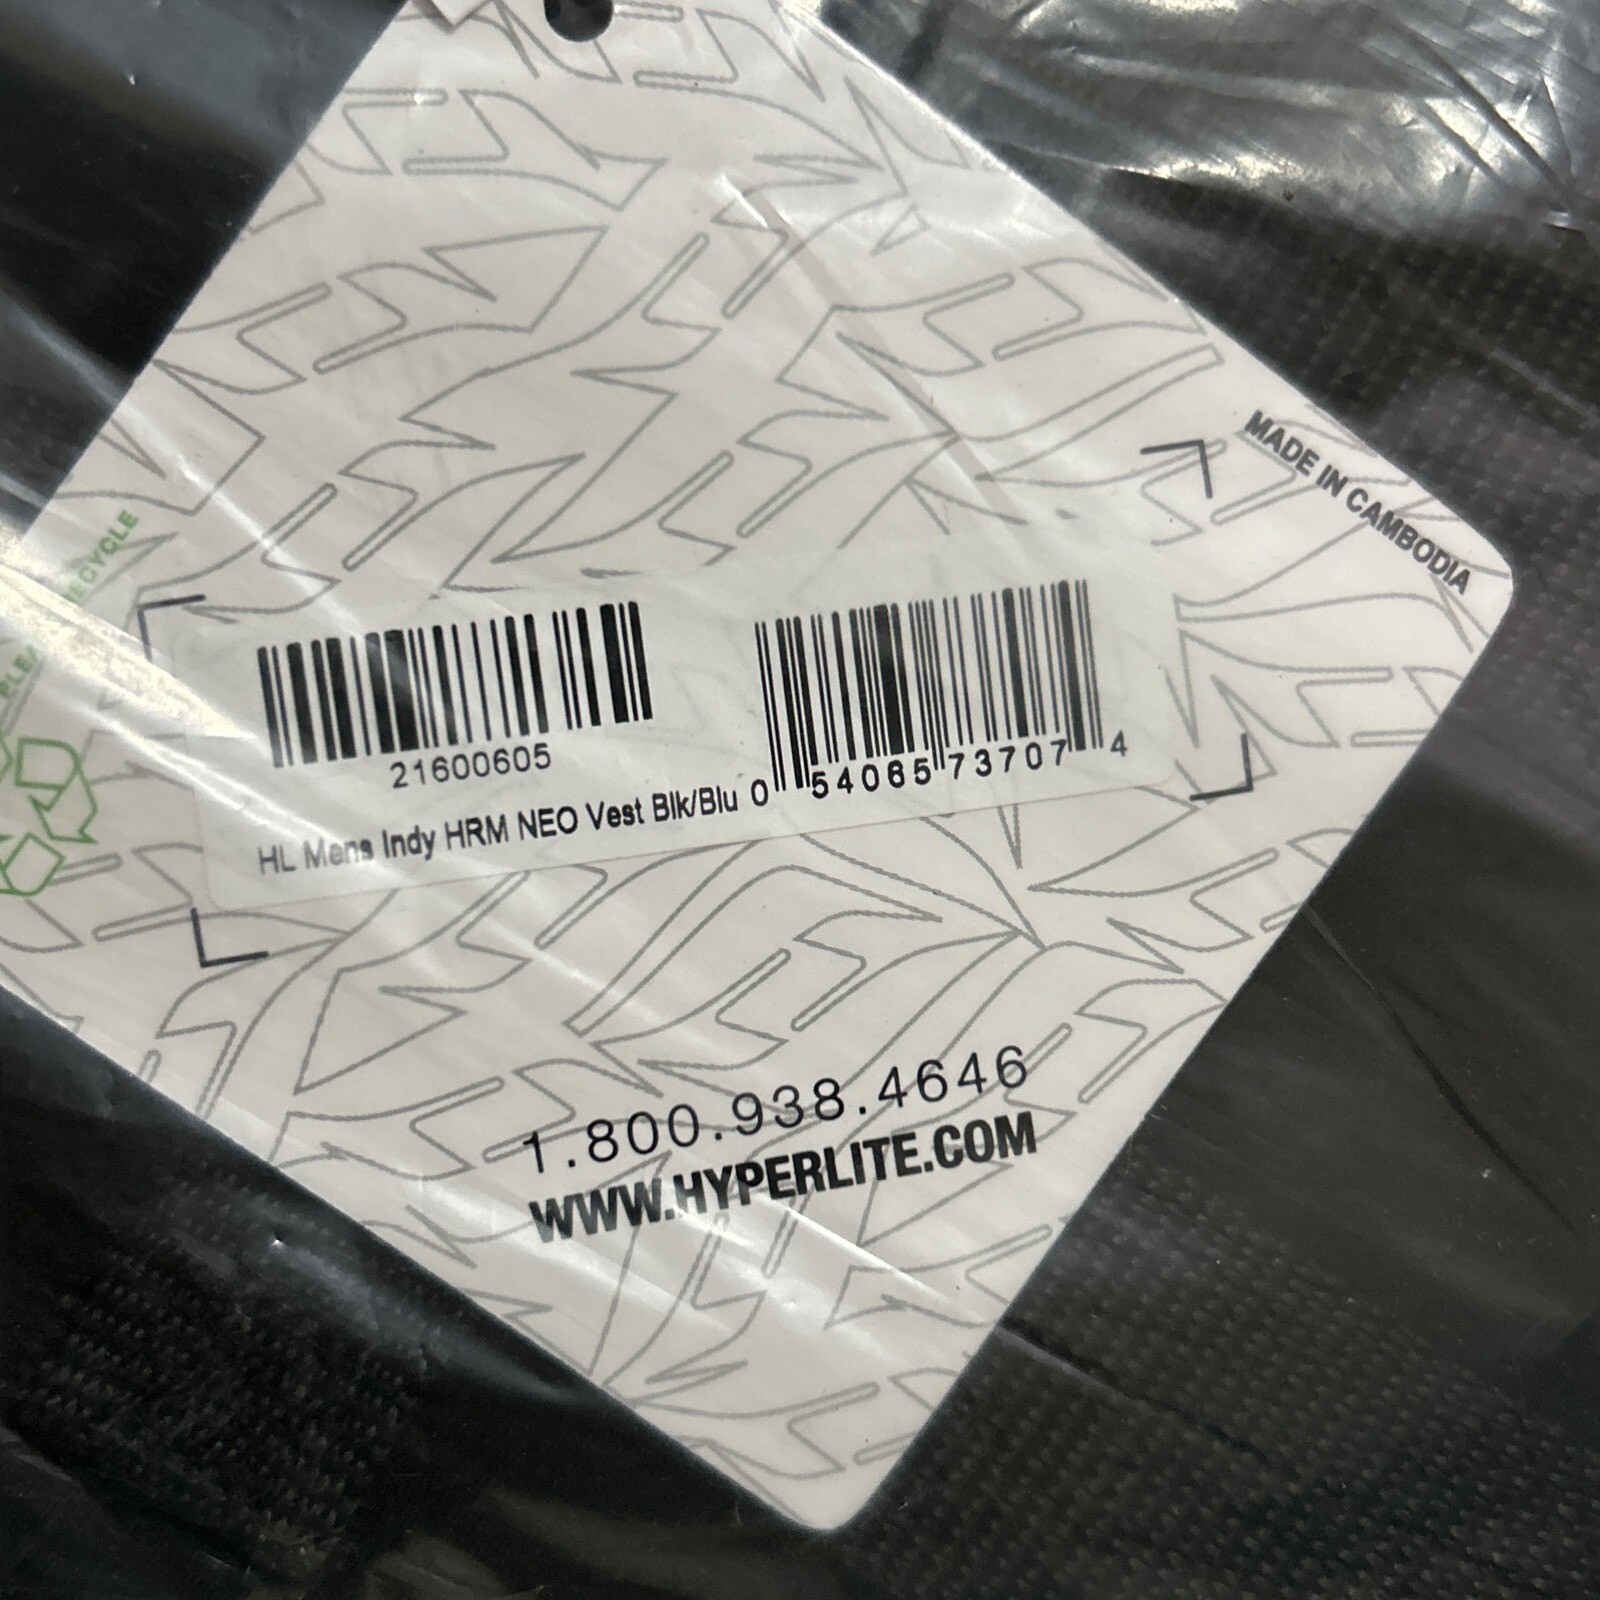 MADE IN CAMBODIA
RECYCLE
21600605
0 54065 73707 4
HL Mens Indy HRM NEO Vest Blk/Blu
1.800.938.4646
WWW.HYPERLITE.COM